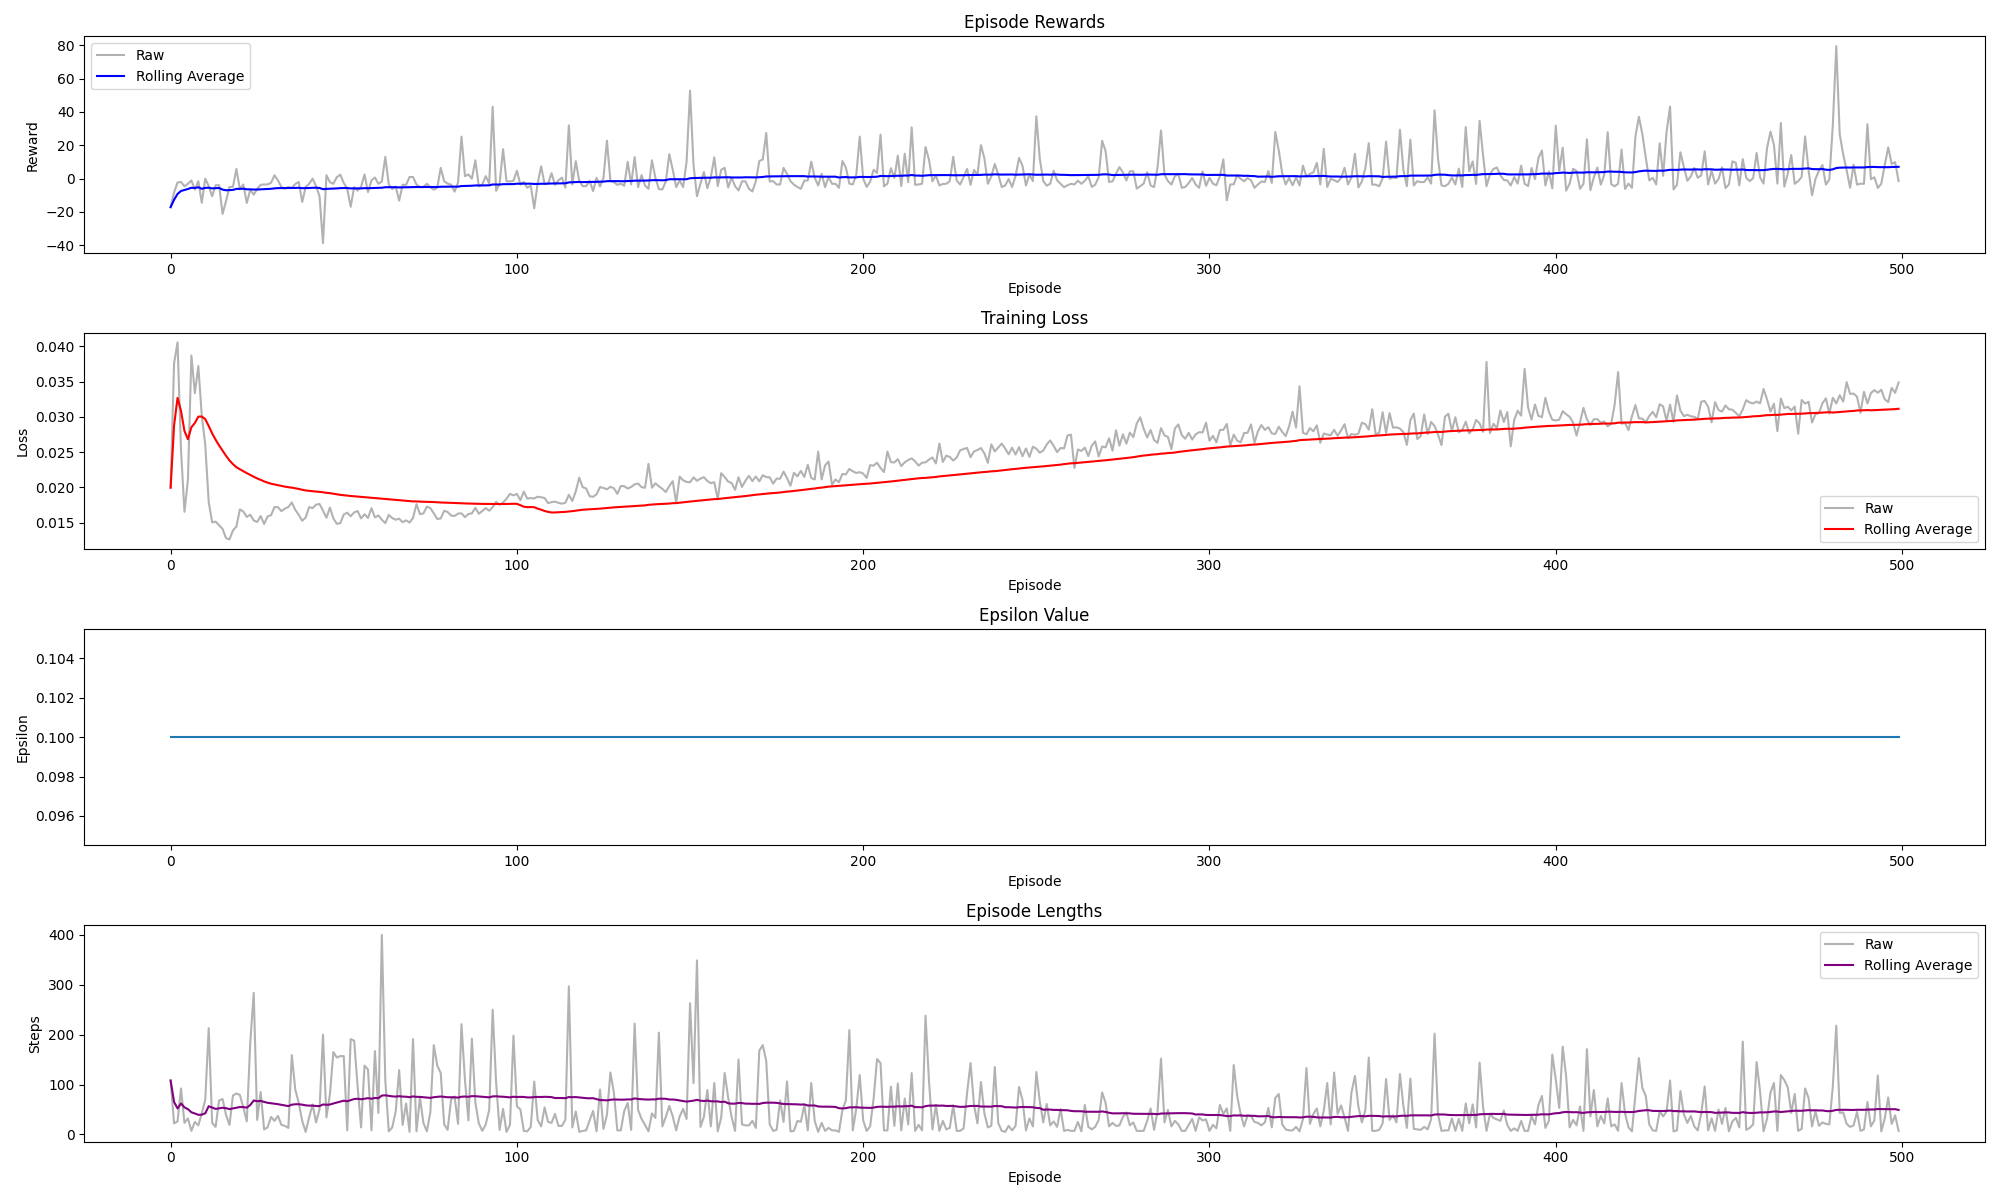 Episode Rewards
Raw
Rolling Average
Reward
80
60
40
20
0
−20
−40
0 100 200 300 400 500
Episode
Training Loss
Loss
0.040
0.035
0.030
0.025
0.020
0.015
Raw
Rolling Average
0 100 200 300 400 500
Episode
Epsilon Value
Epsilon
0.104
0.102
0.100
0.098
0.096
0 100 200 300 400 500
Episode
Episode Lengths
Raw
Rolling Average
Steps
400
300
200
100
0
0 100 200 300 400 500
Episode